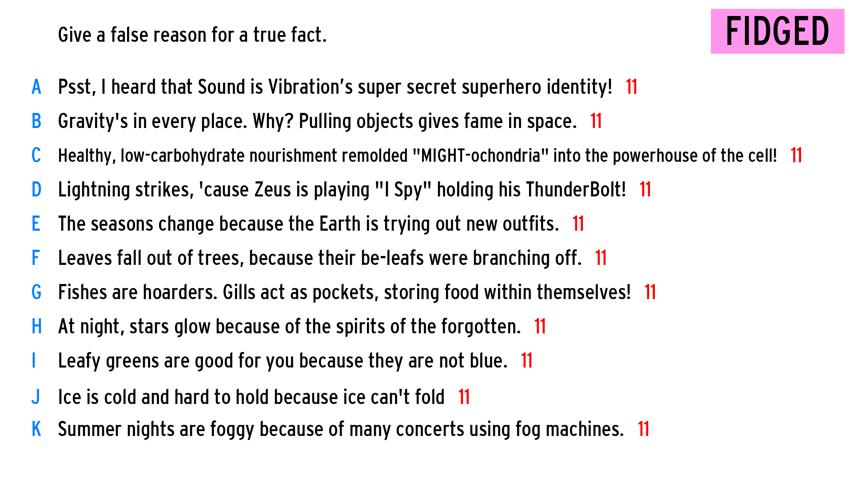 Give a false reason for a true fact.
FIDGED
A Psst, I heard that Sound is Vibration's super secret superhero identity! 11
B Gravity's in every place. Why? Pulling objects gives fame in space. 11
C Healthy, low-carbohydrate nourishment remolded "MIGHT-ochondria" into the powerhouse of the cell! 11
D Lightning strikes, 'cause Zeus is playing "I Spy" holding his ThunderBolt! 11
E The seasons change because the Earth is trying out new outfits. 11
F Leaves fall out of trees, because their be-leafs were branching off. 11
G Fishes are hoarders. Gills act as pockets, storing food within themselves! 11
H At night, stars glow because of the spirits of the forgotten. 11
I Leafy greens are good for you because they are not blue. 11
J Ice is cold and hard to hold because ice can't fold 11
K Summer nights are foggy because of many concerts using fog machines. 11